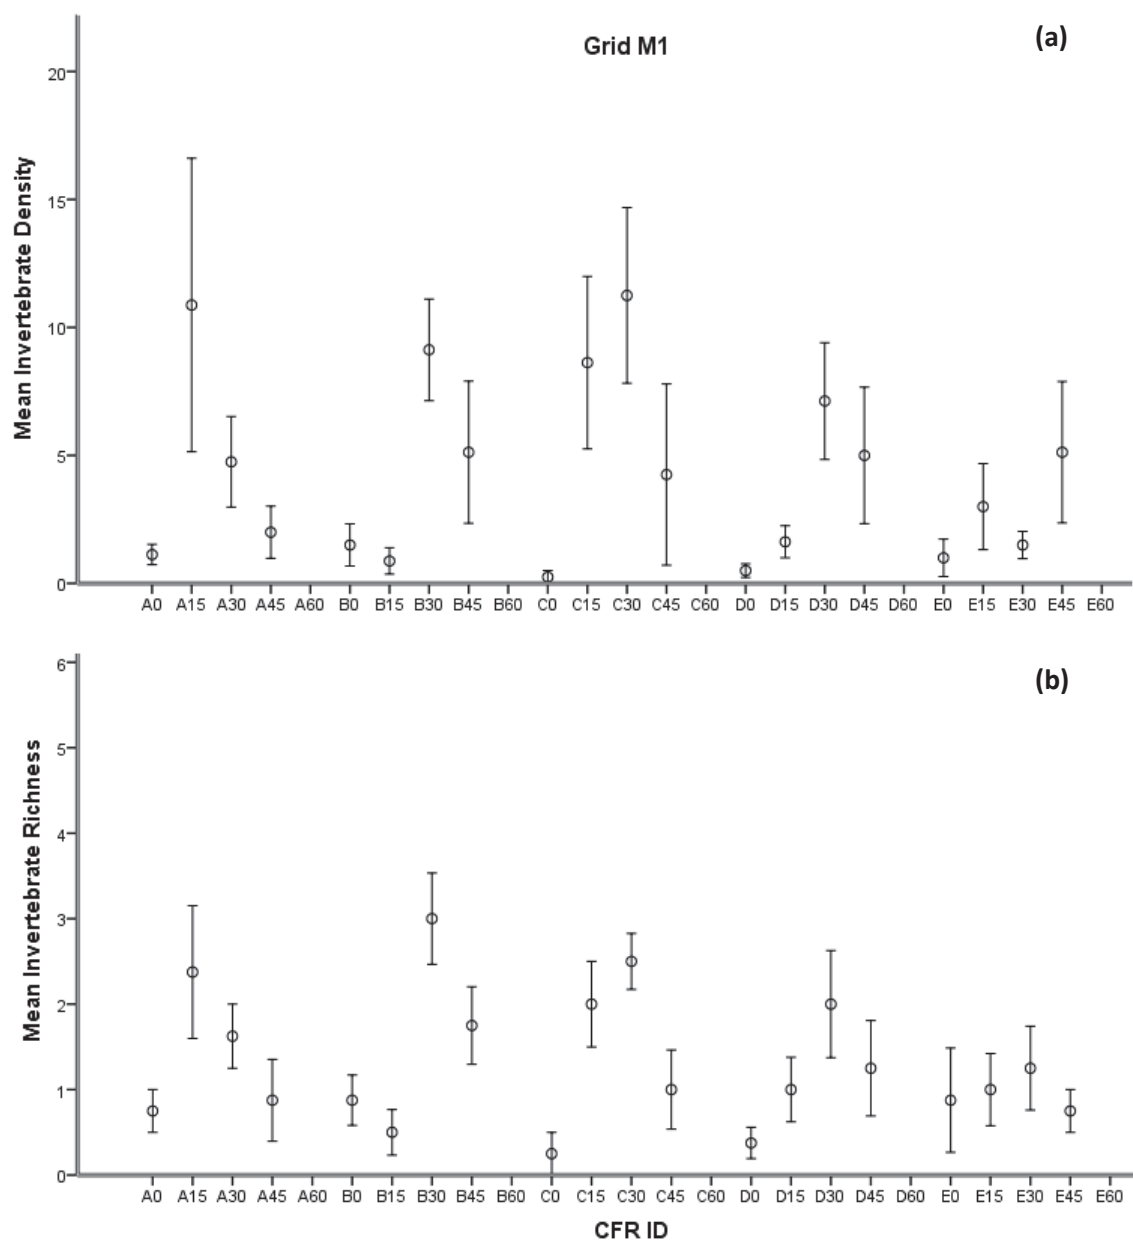 Grid M1
(a)
Mean Invertebrate Density
20
15
10
5
0
A0 A15 A30 A45 A60 B0 B15 B30 B45 B60 C0 C15 C30 C45 C60 D0 D15 D30 D45 D60 E0 E15 E30 E45 E60
(b)
Mean Invertebrate Richness
6
5
4
3
2
1
0
A0 A15 A30 A45 A60 B0 B15 B30 B45 B60 C0 C15 C30 C45 C60 D0 D15 D30 D45 D60 E0 E15 E30 E45 E60
CFR ID